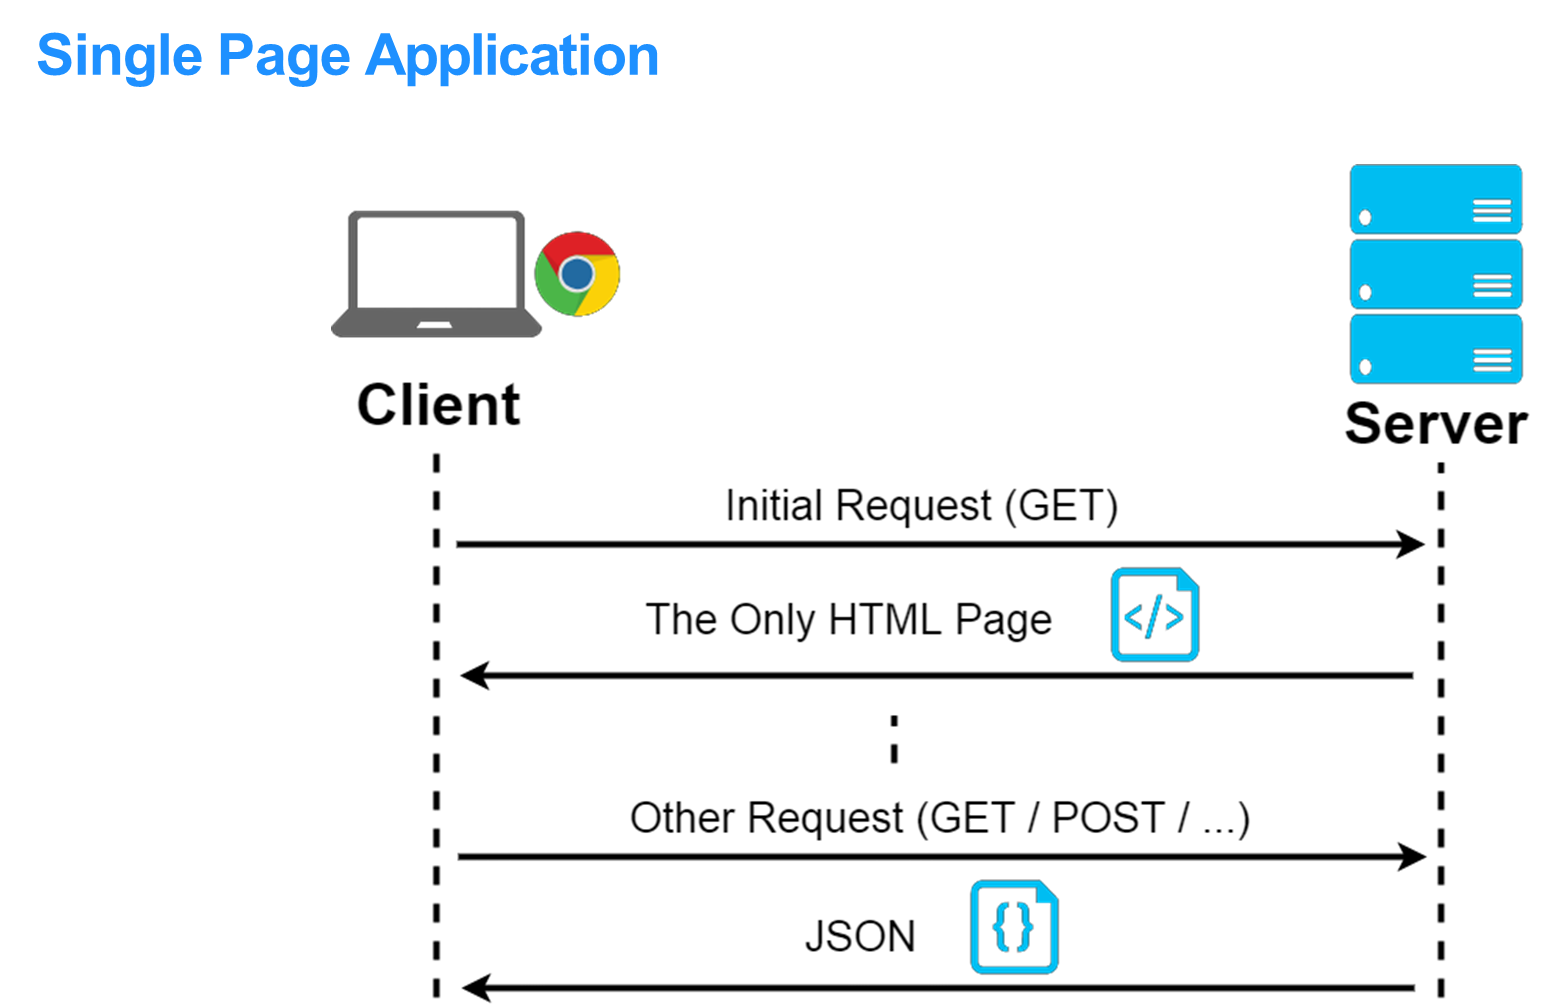 Single Page Application
Client
Server
Initial Request (GET)
The Only HTML Page
</>
Other Request (GET / POST / ...)
JSON
{}